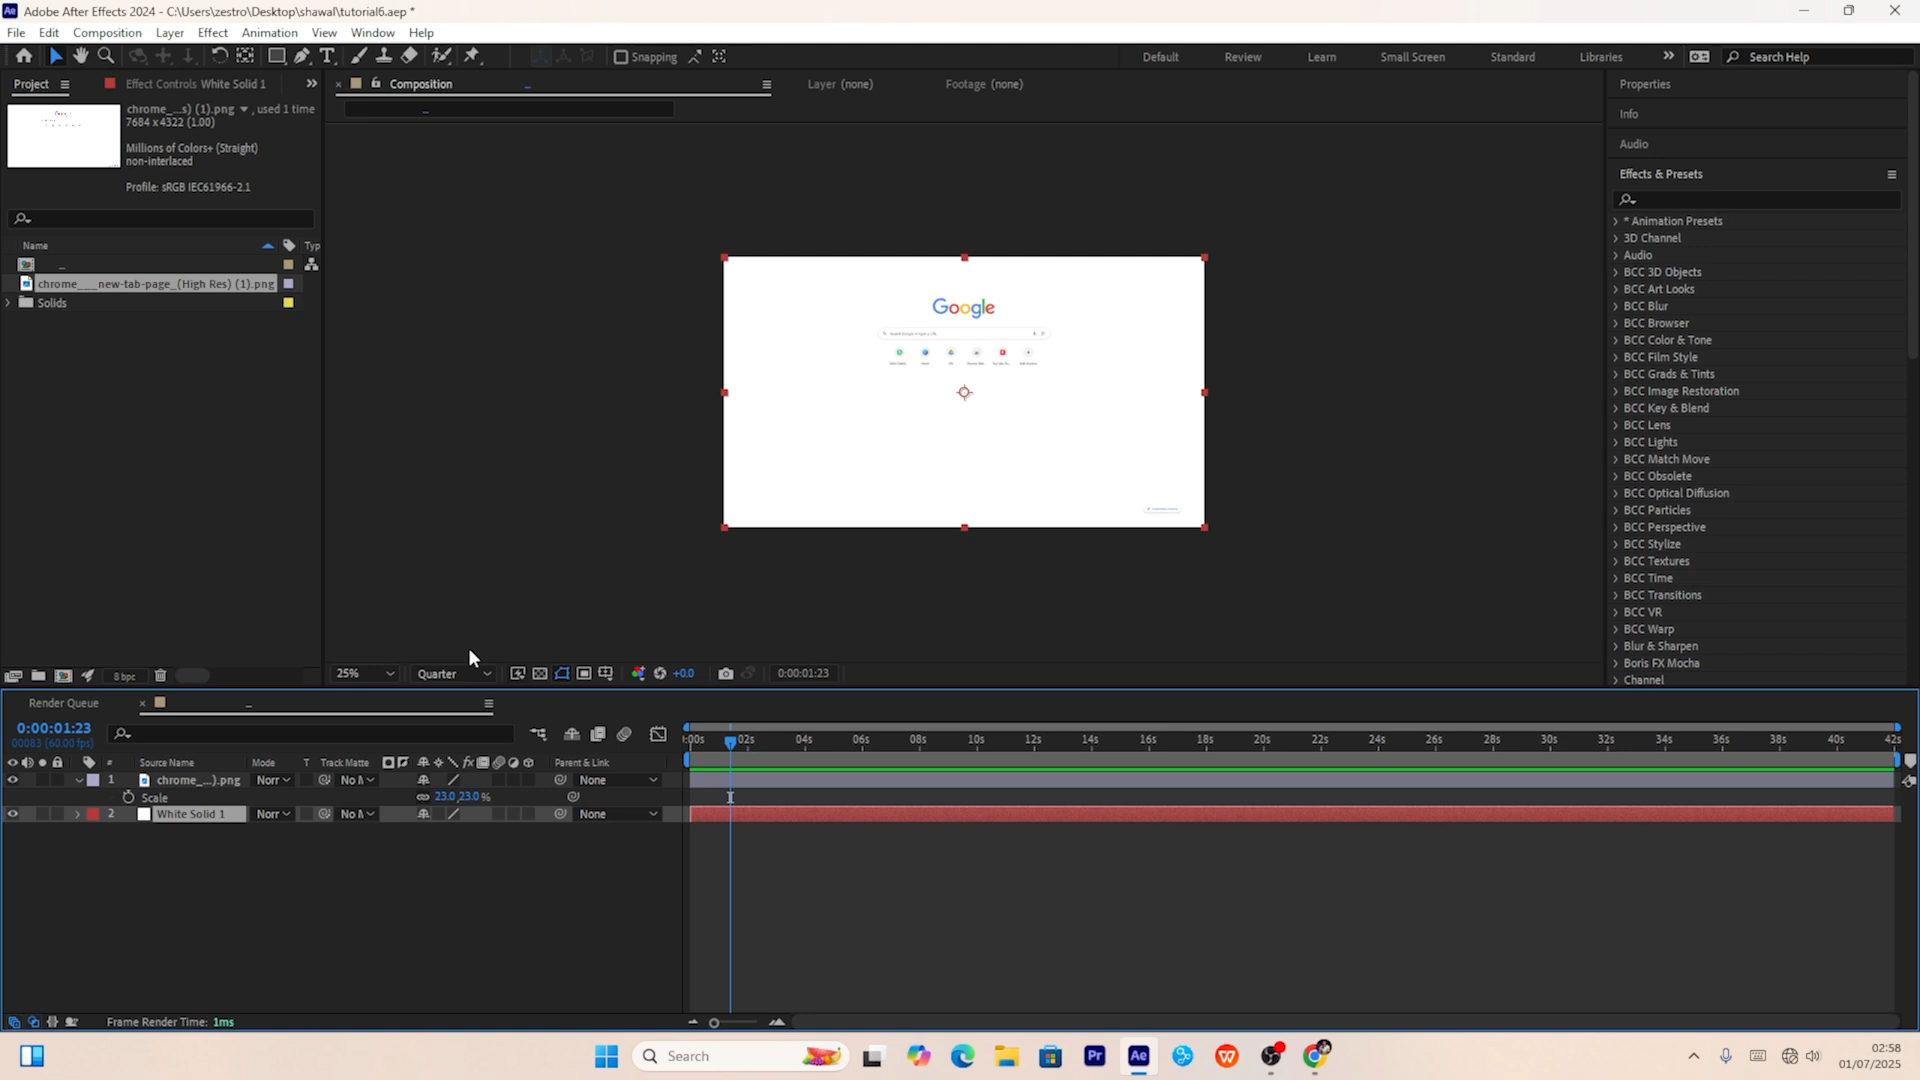 Adobe After Effects 2024 - C:\Users\zestro\Desktop\shawal\tutorial6.aep *
File Edit Composition Layer Effect Animation View Window Help
Snapping
Default Review Learn Small Screen Standard Libraries
Search Help
Project
Effect Controls White Solid 1
Composition
Layer (none)
Footage (none)
chrome_...s) (1).png , used 1 time
7684 x 4322 (1.00)
Millions of Colors+ (Straight)
non-interlaced
Profile: sRGB IEC61966-2.1
Name
Typ
chrome___new-tab-page_(High Res) (1).png
Solids
8 bpc
Google
Search Google or type a URL
25%
Quarter
+0.0
0:00:01:23
Properties
Info
Audio
Effects & Presets
* Animation Presets
3D Channel
Audio
BCC 3D Objects
BCC Art Looks
BCC Blur
BCC Browser
BCC Color & Tone
BCC Film Style
BCC Grads & Tints
BCC Image Restoration
BCC Key & Blend
BCC Lens
BCC Lights
BCC Match Move
BCC Obsolete
BCC Optical Diffusion
BCC Particles
BCC Perspective
BCC Stylize
BCC Textures
BCC Time
BCC Transitions
BCC VR
BCC Warp
Blur & Sharpen
Boris FX Mocha
Channel
Render Queue
0:00:01:23
00083 (60.00 fps)
Source Name Mode T Track Matte Parent & Link
:00s 02s 04s 06s 08s 10s 12s 14s 16s 18s 20s 22s 24s 26s 28s 30s 32s 34s 36s 38s 40s 42s
1 chrome_...).png Norr No M None
Scale 23.0,23.0 %
2 White Solid 1 Norr No M None
Frame Render Time: 1ms
Search
02:58
01/07/2025